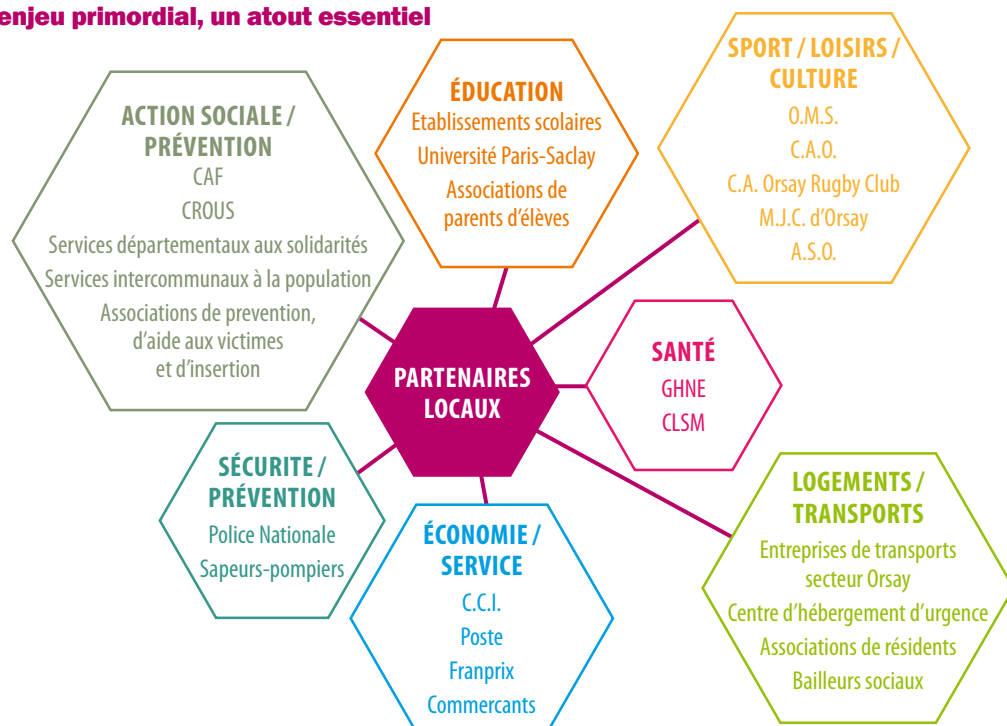 enjeu primordial, un atout essentiel
ACTION SOCIALE /
PRÉVENTION
CAF
CROUS
Services départementaux aux solidarités
Services intercommunaux à la population
Associations de prevention,
d'aide aux victimes
et d'insertion
ÉDUCATION
Etablissements scolaires
Université Paris-Saclay
Associations de
parents d'élèves
SPORT / LOISIRS /
CULTURE
O.M.S.
C.A.O.
C.A. Orsay Rugby Club
M.J.C. d'Orsay
A.S.O.
PARTENAIRES
LOCAUX
SANTÉ
GHNE
CLSM
SÉCURITE /
PRÉVENTION
Police Nationale
Sapeurs-pompiers
ÉCONOMIE /
SERVICE
C.C.I.
Poste
Franprix
Commercants
LOGEMENTS /
TRANSPORTS
Entreprises de transports
secteur Orsay
Centre d'hébergement d'urgence
Associations de résidents
Bailleurs sociaux